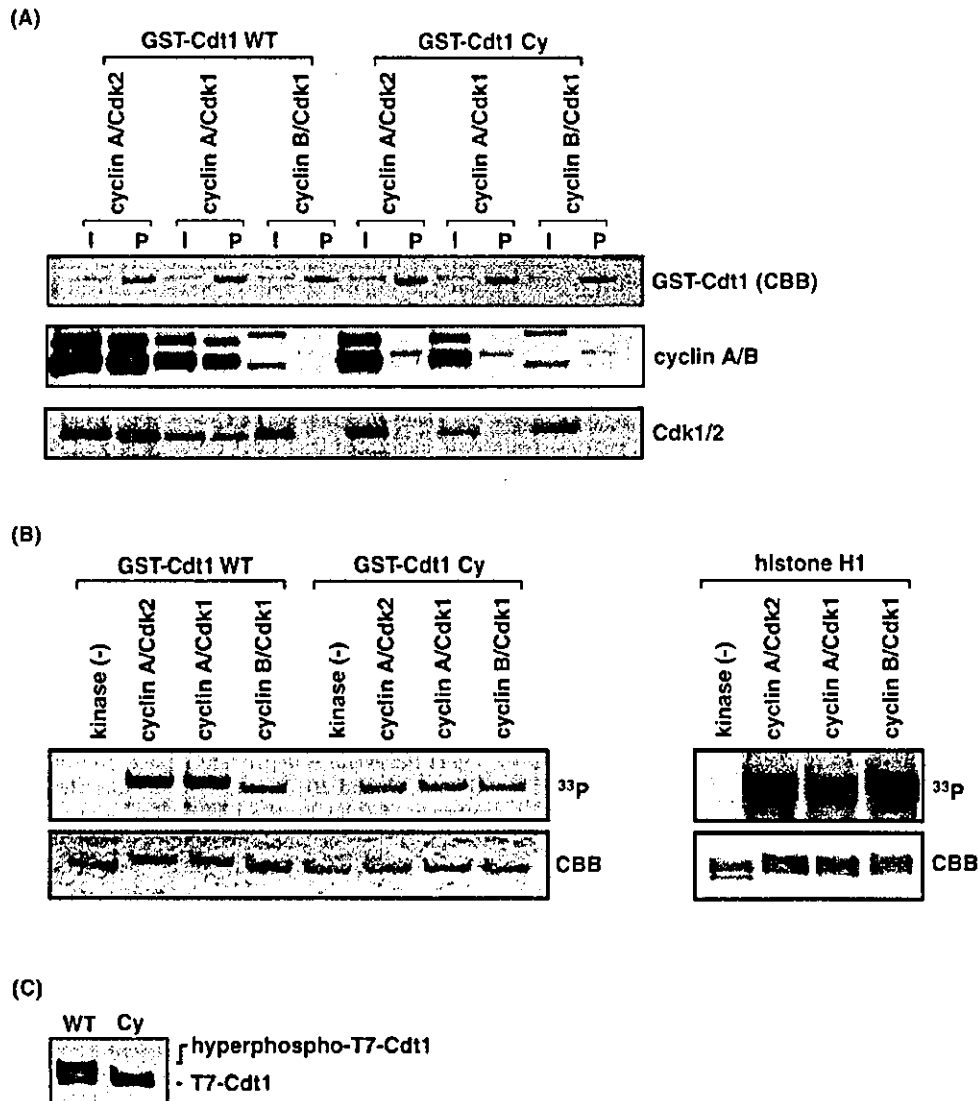 (A)
GST-Cdt1 WT
GST-Cdt1 Cy
cyclin A/Cdk2
cyclin A/Cdk1
cyclin B/Cdk1
cyclin A/Cdk2
cyclin A/Cdk1
cyclin B/Cdk1
I P I P I P I P I P I P
GST-Cdt1 (CBB)
cyclin A/B
Cdk1/2
(B)
GST-Cdt1 WT
GST-Cdt1 Cy
histone H1
kinase (-)
cyclin A/Cdk2
cyclin A/Cdk1
cyclin B/Cdk1
kinase (-)
cyclin A/Cdk2
cyclin A/Cdk1
cyclin B/Cdk1
kinase (-)
cyclin A/Cdk2
cyclin A/Cdk1
cyclin B/Cdk1
33P
33P
CBB
CBB
(C)
WT Cy
hyperphospho-T7-Cdt1
T7-Cdt1